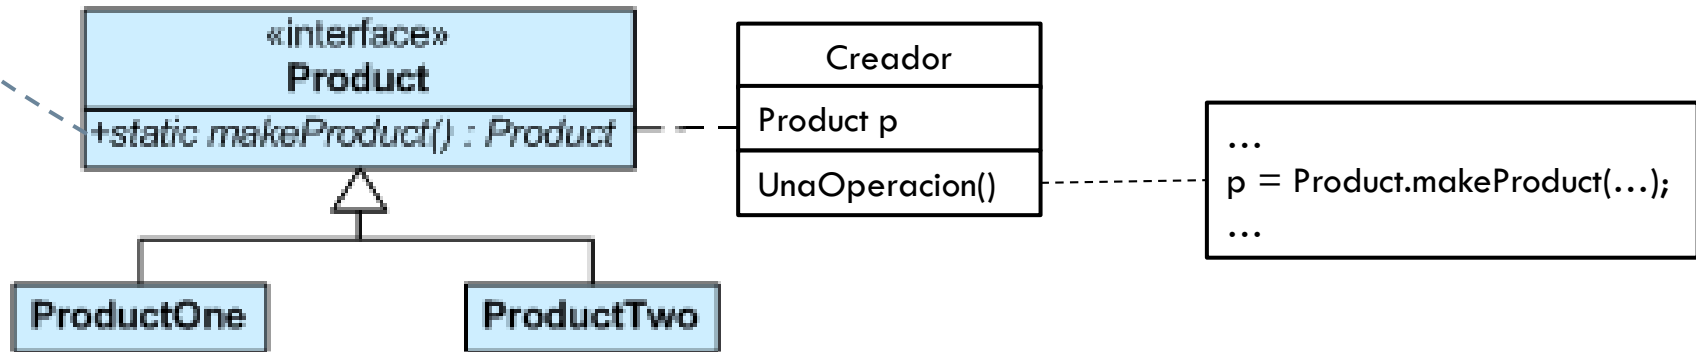 «interface»
Product
+static makeProduct() : Product
ProductOne
ProductTwo
Creador
Product p
UnaOperacion()
...
p = Product.makeProduct(...);
...